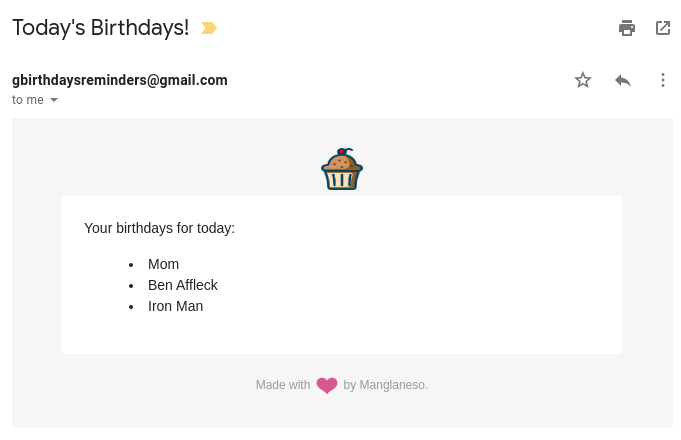 Today's Birthdays!
gbirthdaysreminders@gmail.com
to me
Your birthdays for today:
• Mom
• Ben Affleck
• Iron Man
Made with ❤ by Manglaneso.